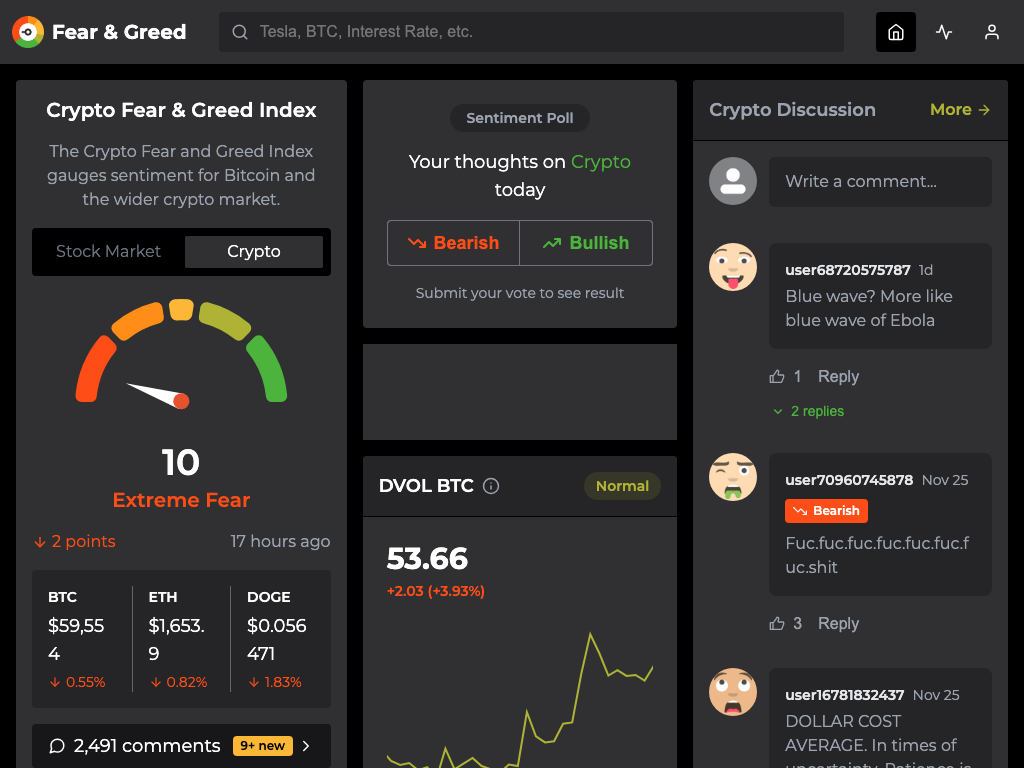 Fear & Greed
Tesla, BTC, Interest Rate, etc.
Crypto Fear & Greed Index
The Crypto Fear and Greed Index
gauges sentiment for Bitcoin and
the wider crypto market.
Stock Market
Crypto
10
Extreme Fear
2 points
17 hours ago
BTC
$59,55
4
0.55%
ETH
$1,653.
9
0.82%
DOGE
$0.056
471
1.83%
2,491 comments
9+ new
Sentiment Poll
Your thoughts on Crypto
today
Bearish
Bullish
Submit your vote to see result
DVOL BTC
Normal
53.66
+2.03 (+3.93%)
Crypto Discussion
More
Write a comment...
user68720575787 1d
Blue wave? More like
blue wave of Ebola
1 Reply
2 replies
user70960745878 Nov 25
Bearish
Fuc.fuc.fuc.fuc.fuc.fuc.f
uc.shit
3 Reply
user16781832437 Nov 25
DOLLAR COST
AVERAGE. In times of
uncertainty, Patience is